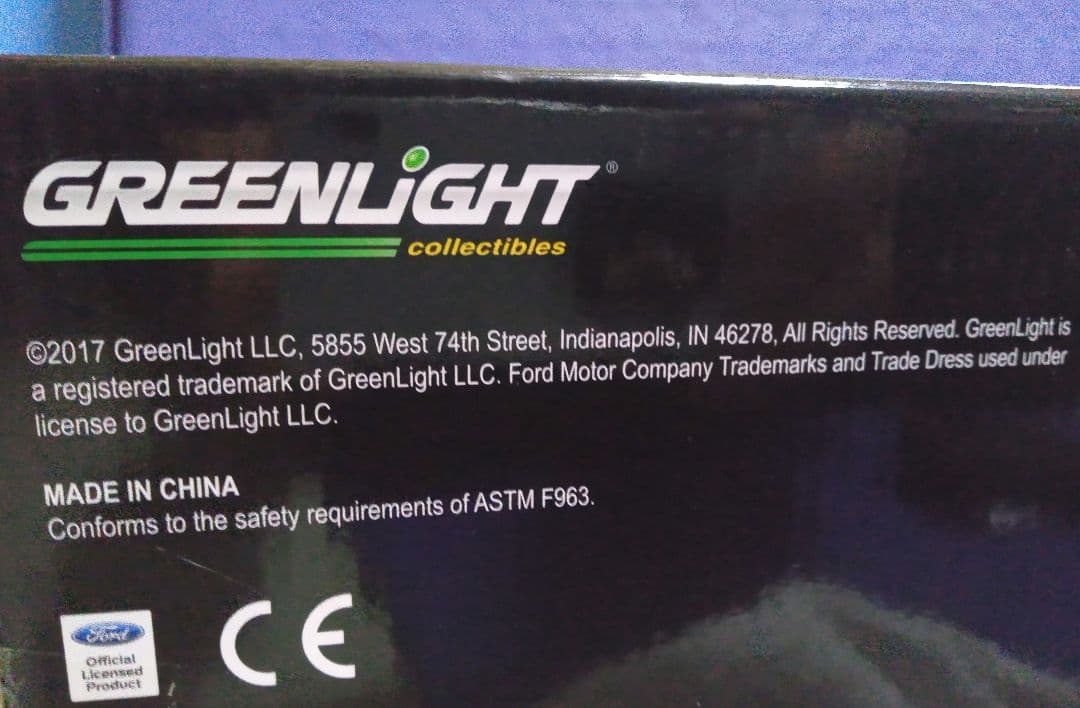 GREENLiGHT®
collectibles
©2017 GreenLight LLC, 5855 West 74th Street, Indianapolis, IN 46278, All Rights Reserved. GreenLight is
a registered trademark of GreenLight LLC. Ford Motor Company Trademarks and Trade Dress used under
license to GreenLight LLC.
MADE IN CHINA
Conforms to the safety requirements of ASTM F963.
Ford
Official
Licensed
Product
CE